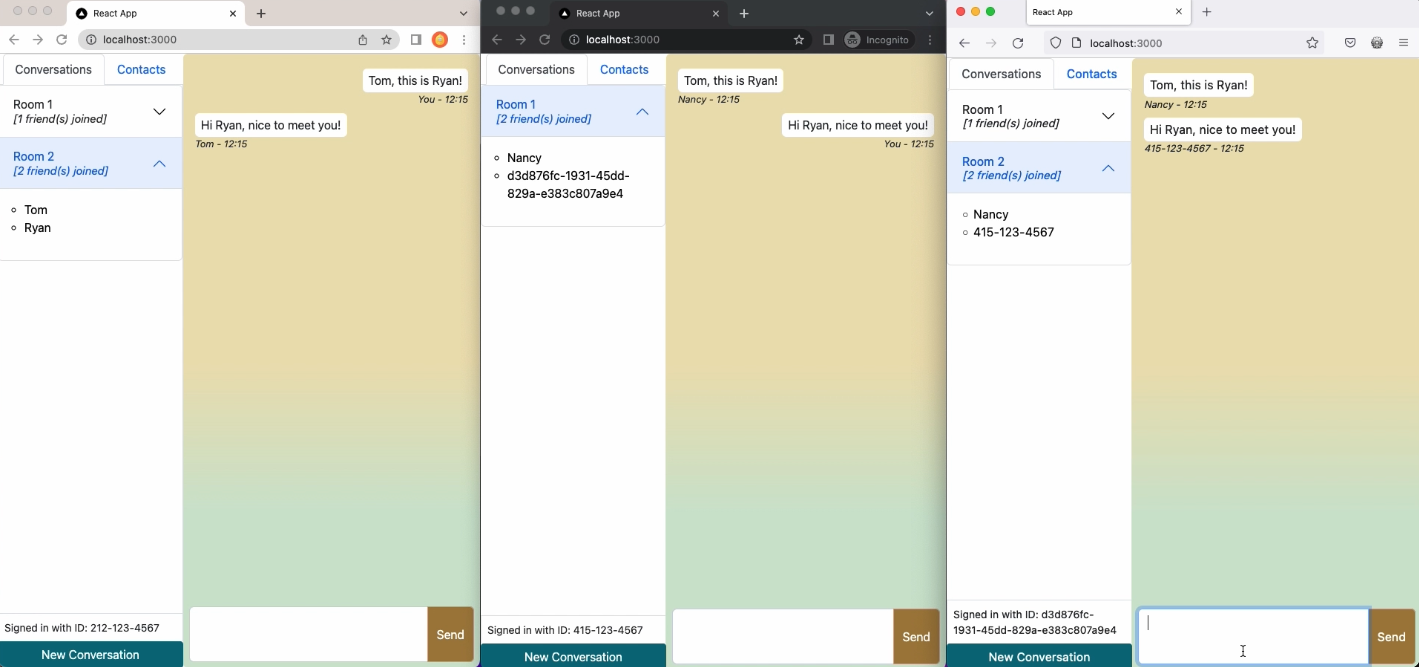 React App
localhost:3000
Conversations Contacts
Room 1
[1 friend(s) joined]
Room 2
[2 friend(s) joined]
Tom
Ryan
Signed in with ID: 212-123-4567
New Conversation
Tom, this is Ryan!
You - 12:15
Hi Ryan, nice to meet you!
Tom - 12:15
Send
React App
localhost:3000
Incognito
Conversations Contacts
Room 1
[2 friend(s) joined]
Nancy
d3d876fc-1931-45dd-
829a-e383c807a9e4
Signed in with ID: 415-123-4567
New Conversation
Tom, this is Ryan!
Nancy - 12:15
Hi Ryan, nice to meet you!
You - 12:15
Send
React App
localhost:3000
Conversations Contacts
Room 1
[1 friend(s) joined]
Room 2
[2 friend(s) joined]
Nancy
415-123-4567
Signed in with ID: d3d876fc-
1931-45dd-829a-e383c807a9e4
New Conversation
Tom, this is Ryan!
Nancy - 12:15
Hi Ryan, nice to meet you!
415-123-4567 - 12:15
Send